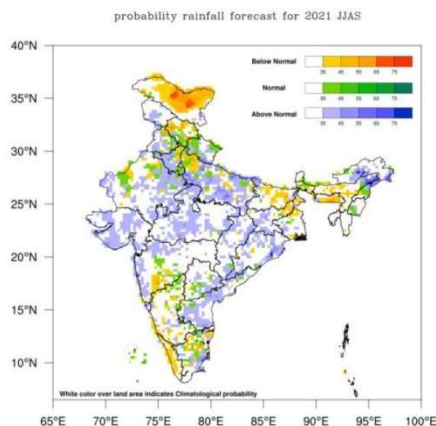 probability rainfall forecast for 2021 JJAS
40°N
35°N
30°N
25°N
20°N
15°N
10°N
Below Normal
35 45 55 65 75
Normal
35 45 55 65 75
Above Normal
35 45 55 65 75
White color over land area indicates Climatological probability
65°E 70°E 75°E 80°E 85°E 90°E 95°E 100°E